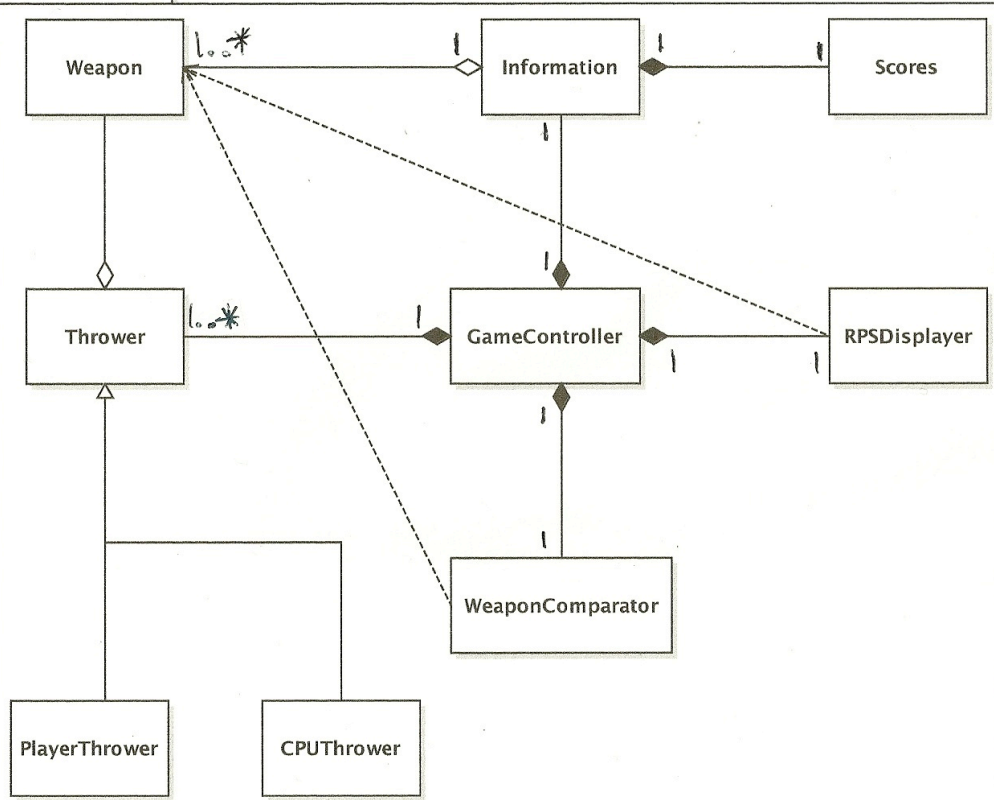 1..*
1
1
1
Weapon
Information
Scores
1
1
1..*
1
Thrower
GameController
RPSDisplayer
1
1
1
1
WeaponComparator
PlayerThrower
CPUThrower